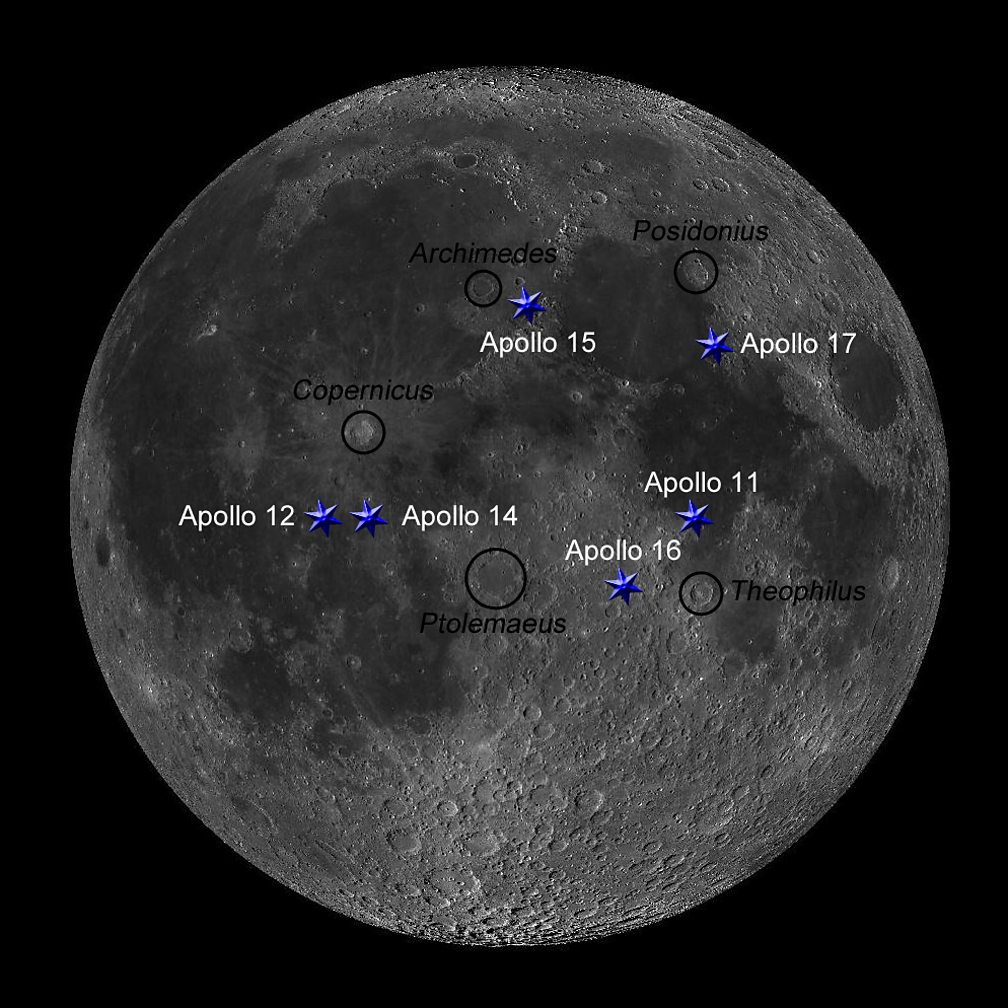 Posidonius
Archimedes
Apollo 15
Apollo 17
Copernicus
Apollo 11
Apollo 12
Apollo 14
Apollo 16
Theophilus
Ptolemaeus